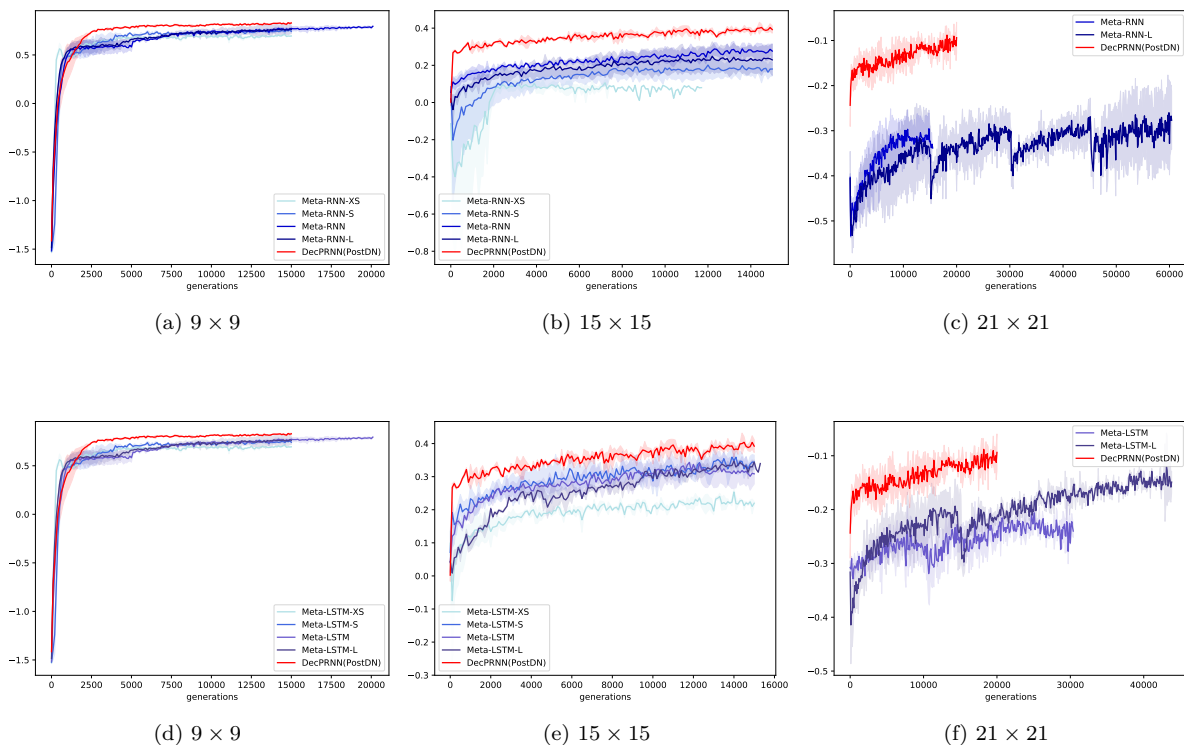 0.5
0.0
−0.5
−1.0
−1.5
0 2500 5000 7500 10000 12500 15000 17500 20000
generations
Meta-RNN-XS
Meta-RNN-S
Meta-RNN
Meta-RNN-L
DecPRNN(PostDN)
(a) 9 × 9
0.4
0.2
0.0
−0.2
−0.4
−0.6
−0.8
0 2000 4000 6000 8000 10000 12000 14000
generations
Meta-RNN-XS
Meta-RNN-S
Meta-RNN
Meta-RNN-L
DecPRNN(PostDN)
(b) 15 × 15
−0.1
−0.2
−0.3
−0.4
−0.5
0 10000 20000 30000 40000 50000 60000
generations
Meta-RNN
Meta-RNN-L
DecPRNN(PostDN)
(c) 21 × 21
0.5
0.0
−0.5
−1.0
−1.5
0 2500 5000 7500 10000 12500 15000 17500 20000
generations
Meta-LSTM-XS
Meta-LSTM-S
Meta-LSTM
Meta-LSTM-L
DecPRNN(PostDN)
(d) 9 × 9
0.4
0.3
0.2
0.1
0.0
−0.1
−0.2
−0.3
0 2000 4000 6000 8000 10000 12000 14000 16000
generations
Meta-LSTM-XS
Meta-LSTM-S
Meta-LSTM
Meta-LSTM-L
DecPRNN(PostDN)
(e) 15 × 15
−0.1
−0.2
−0.3
−0.4
−0.5
0 10000 20000 30000 40000
generations
Meta-LSTM
Meta-LSTM-L
DecPRNN(PostDN)
(f) 21 × 21